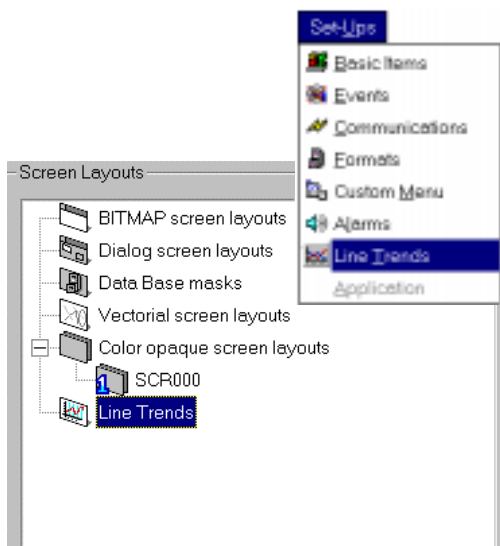 Set-Ups
Basic Items
Events
Communications
Formats
Custom Menu
Alarms
Line Trends
Application
Screen Layouts
BITMAP screen layouts
Dialog screen layouts
Data Base masks
Vectorial screen layouts
Color opaque screen layouts
1 SCR000
Line Trends